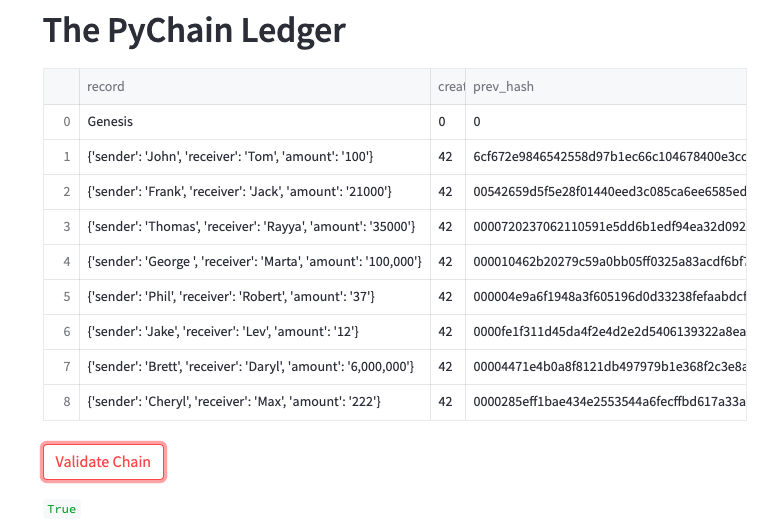 The PyChain Ledger
record creat prev_hash
0 Genesis 0 0
1 {'sender': 'John', 'receiver': 'Tom', 'amount': '100'} 42 6cf672e9846542558d97b1ec66c104678400e3cc
2 {'sender': 'Frank', 'receiver': 'Jack', 'amount': '21000'} 42 00542659d5f5e28f01440eed3c085ca6ee6585ed
3 {'sender': 'Thomas', 'receiver': 'Rayya', 'amount': '35000'} 42 0000720237062110591e5dd6b1edf94ea32d092
4 {'sender': 'George ', 'receiver': 'Marta', 'amount': '100,000'} 42 000010462b20279c59a0bb05ff0325a83acdf6bf7
5 {'sender': 'Phil', 'receiver': 'Robert', 'amount': '37'} 42 000004e9a6f1948a3f605196d0d33238fefaabdcf
6 {'sender': 'Jake', 'receiver': 'Lev', 'amount': '12'} 42 0000fe1f311d45da4f2e4d2e2d5406139322a8ea
7 {'sender': 'Brett', 'receiver': 'Daryl', 'amount': '6,000,000'} 42 00004471e4b0a8f8121db497979b1e368f2c3e8a
8 {'sender': 'Cheryl', 'receiver': 'Max', 'amount': '222'} 42 0000285eff1bae434e2553544a6fecffbd617a33a
Validate Chain
True